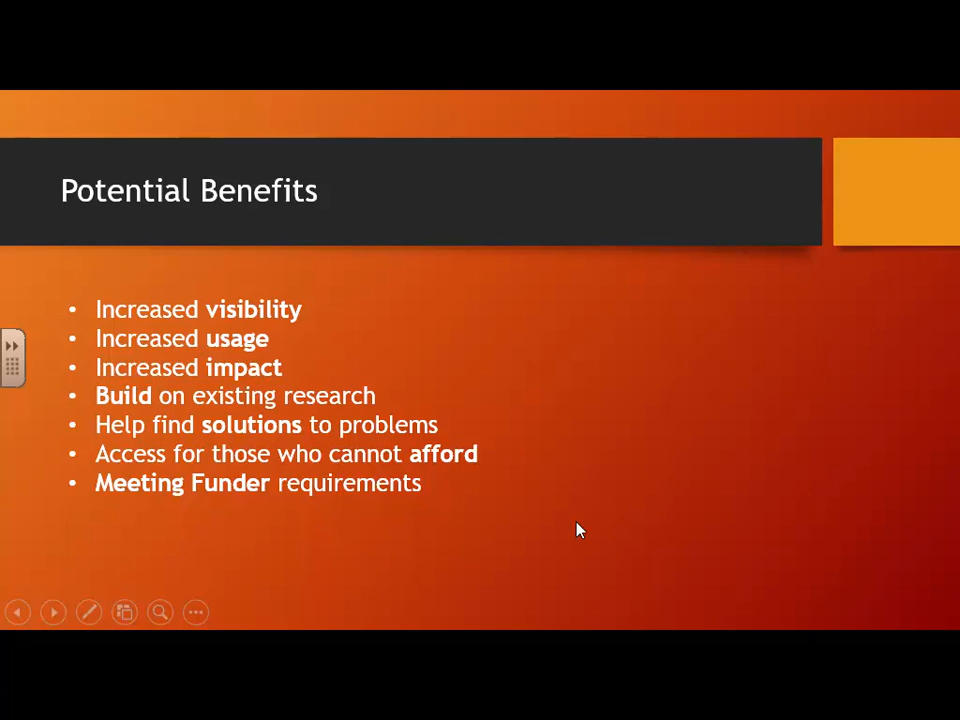 Potential Benefits
• Increased visibility
• Increased usage
• Increased impact
• Build on existing research
• Help find solutions to problems
• Access for those who cannot afford
• Meeting Funder requirements